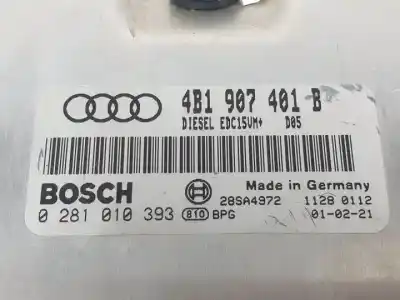 4B1 907 401 B
DIESEL EDC15VM+ D05
BOSCH
Made in Germany
28SA4972 1128 0112
0 281 010 393 810 BPG 01-02-21